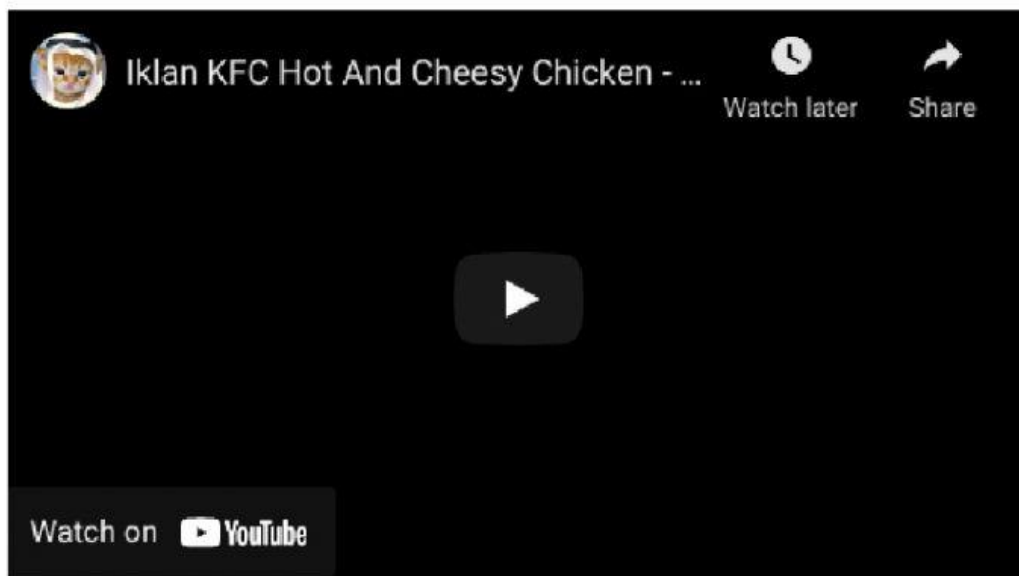 Iklan KFC Hot And Cheesy Chicken - ...
Watch later
Share
Watch on YouTube